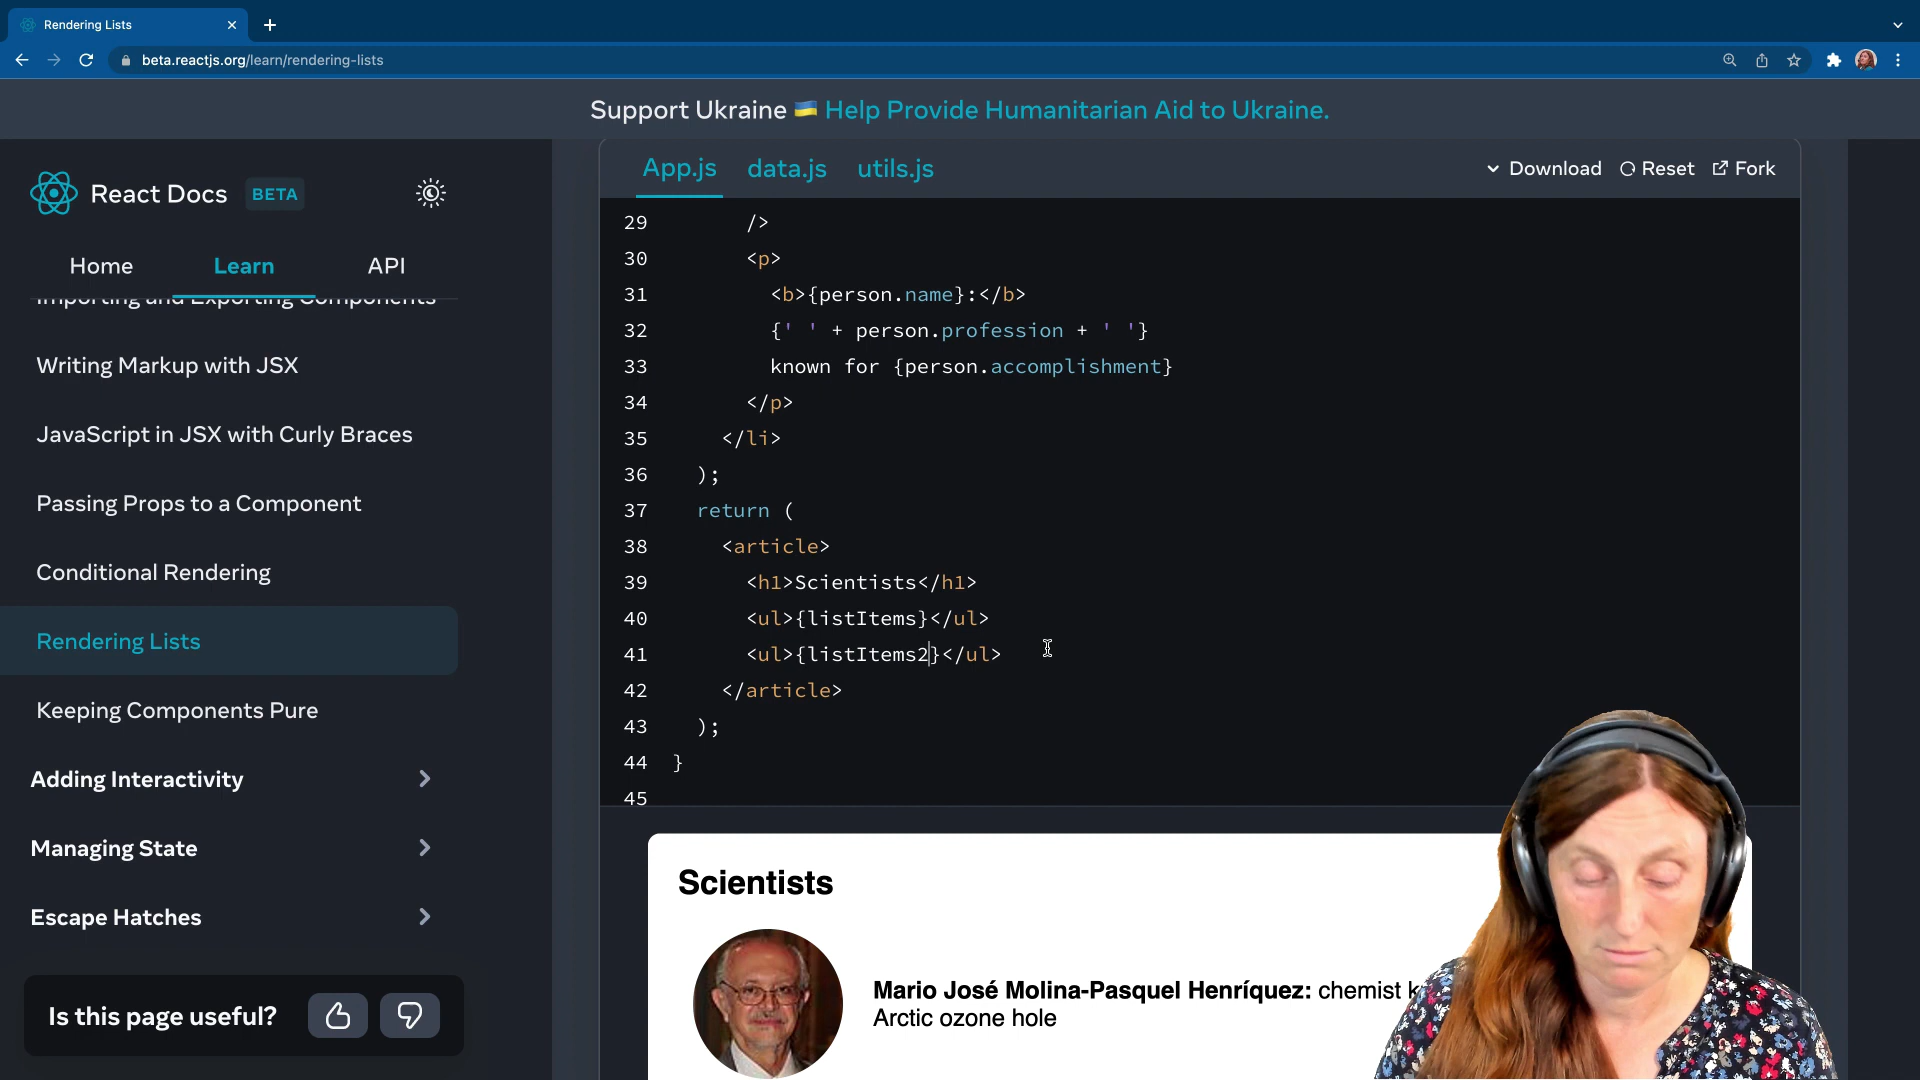 Rendering Lists
beta.reactjs.org/learn/rendering-lists
Support Ukraine Help Provide Humanitarian Aid to Ukraine.
React Docs BETA
Home Learn API
Importing and Exporting Components
Writing Markup with JSX
JavaScript in JSX with Curly Braces
Passing Props to a Component
Conditional Rendering
Rendering Lists
Keeping Components Pure
Adding Interactivity
Managing State
Escape Hatches
Is this page useful?
App.js data.js utils.js Download Reset Fork
29 />
30 <p>
31 <b>{person.name}:</b>
32 {' ' + person.profession + ' '}
33 known for {person.accomplishment}
34 </p>
35 </li>
36 );
37 return (
38 <article>
39 <h1>Scientists</h1>
40 <ul>{listItems}</ul>
41 <ul>{listItems2}</ul>
42 </article>
43 );
44 }
45
Scientists
Mario José Molina-Pasquel Henríquez: chemist
Arctic ozone hole